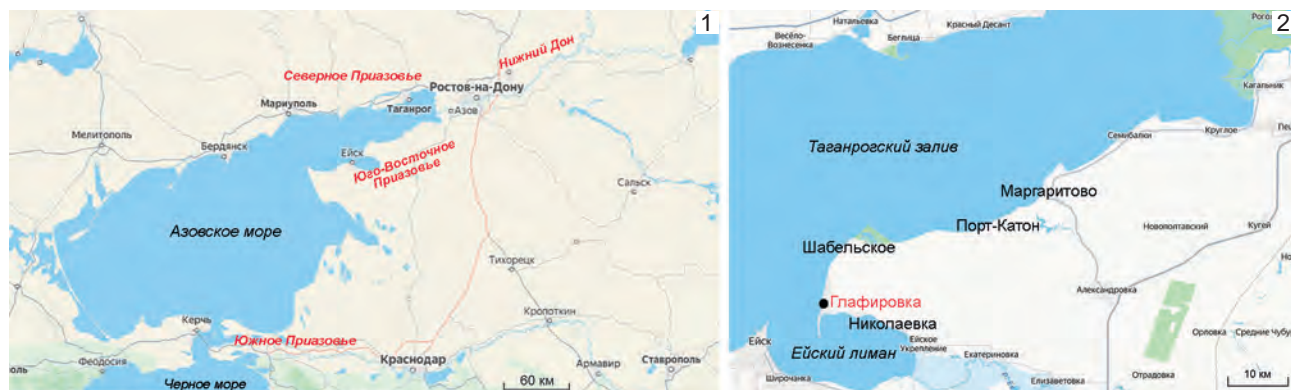 1
Нижний Дон
Северное Приазовье
Ростов-на-Дону
Мариуполь
Таганрог
Азов
Мелитополь
Бердянск
Ейск
Юго-Восточное
Приазовье
Сальск
Азовское море
Тихорецк
Керчь
Кропоткин
Южное Приазовье
Феодосия
Краснодар
Армавир
Ставрополь
поль
Черное море
60 км
2
Натальевка
Красный Десант
Весёло-
Вознесенка
Беглица
Кагальник
Семибалки
Круглое
Таганрогский залив
Маргаритово
Порт-Катон
Новополтавский
Кугей
Шабельское
Александровка
Глафировка
Николаевка
Орловка
Средние Чубур
Ейск
Ейское
Укрепление
Ейский лиман
Екатериновка
Широчанка
Елизаветовка
Отрадовка
10 км